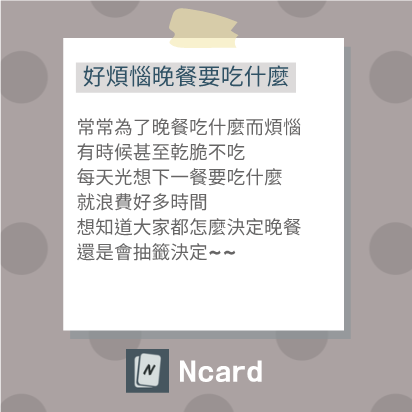 好煩惱晚餐要吃什麼
常常為了晚餐吃什麼而煩惱
有時候甚至乾脆不吃
每天光想下一餐要吃什麼
就浪費好多時間
想知道大家都怎麼決定晚餐
還是會抽籤決定~~
N
Ncard